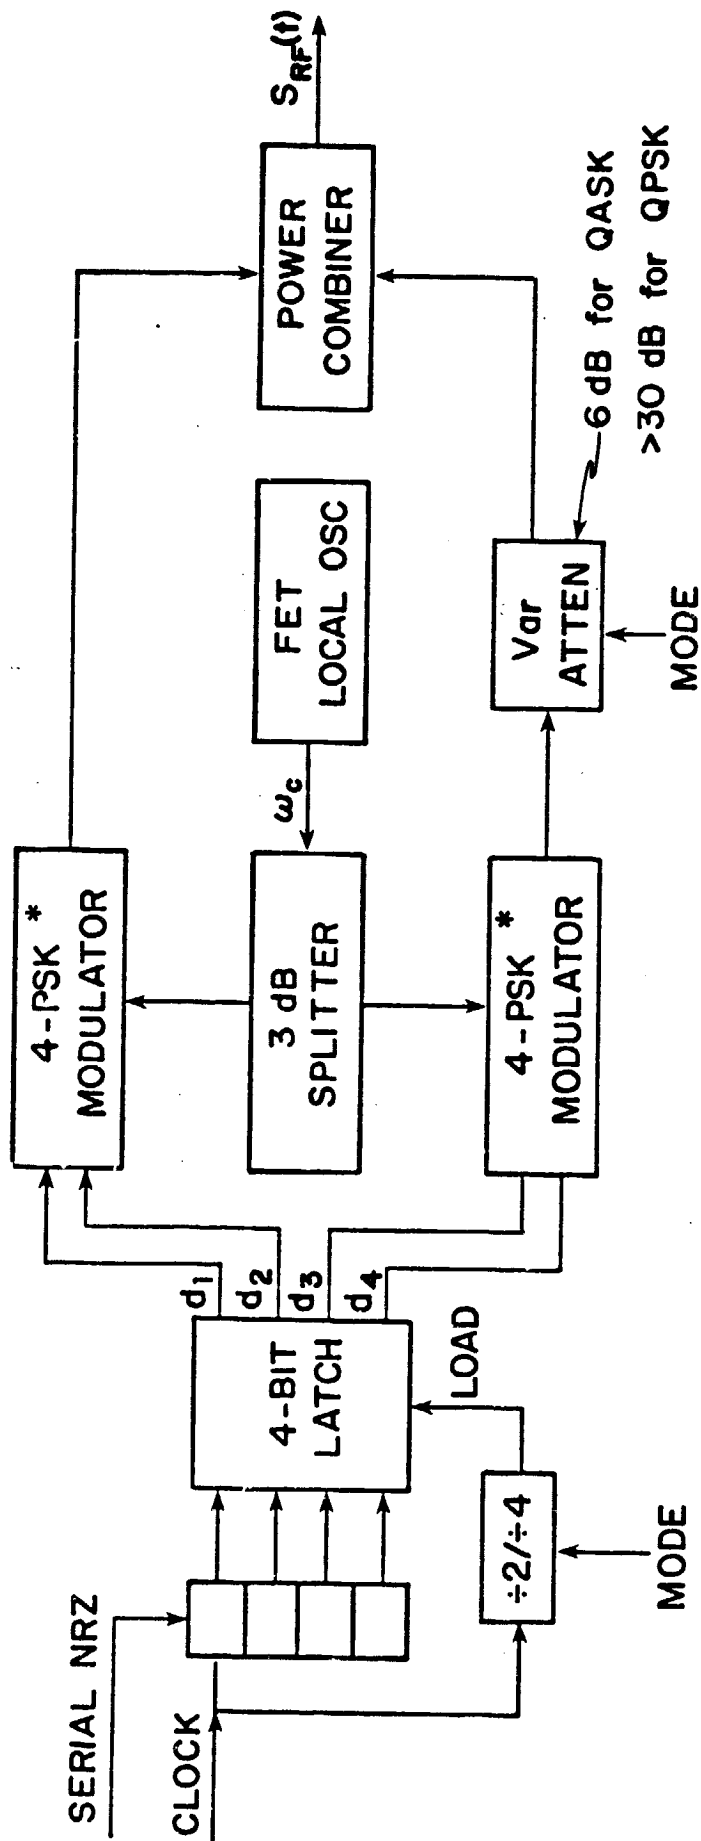 SERIAL NRZ
CLOCK
÷2/÷4
MODE
4-BIT
LATCH
LOAD
d1
d2
d3
d4
4-PSK *
MODULATOR
3 dB
SPLITTER
4-PSK *
MODULATOR
ωc
FET
LOCAL OSC
Var
ATTEN
MODE
6 dB for QASK
>30 dB for QPSK
POWER
COMBINER
SRF(t)